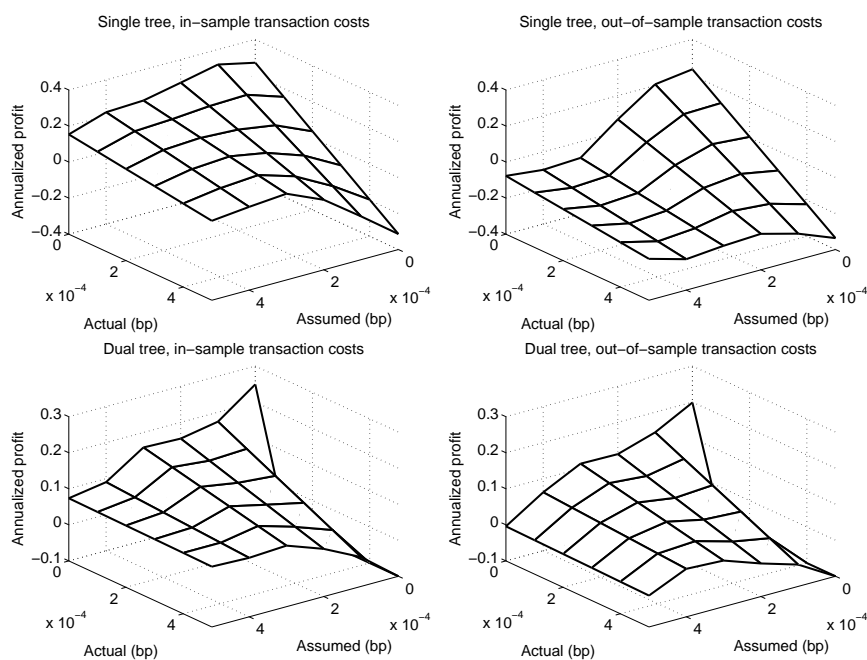 Single tree, in−sample transaction costs
0.4
0.2
0
−0.2
−0.4
Annualized profit
0
2
4
x 10⁻⁴
Actual (bp)
4
2
0
x 10⁻⁴
Assumed (bp)
Single tree, out−of−sample transaction costs
0.4
0.2
0
−0.2
−0.4
Annualized profit
0
2
4
x 10⁻⁴
Actual (bp)
4
2
0
x 10⁻⁴
Assumed (bp)
Dual tree, in−sample transaction costs
0.3
0.2
0.1
0
−0.1
Annualized profit
0
2
4
x 10⁻⁴
Actual (bp)
4
2
0
x 10⁻⁴
Assumed (bp)
Dual tree, out−of−sample transaction costs
0.3
0.2
0.1
0
−0.1
Annualized profit
0
2
4
x 10⁻⁴
Actual (bp)
4
2
0
x 10⁻⁴
Assumed (bp)